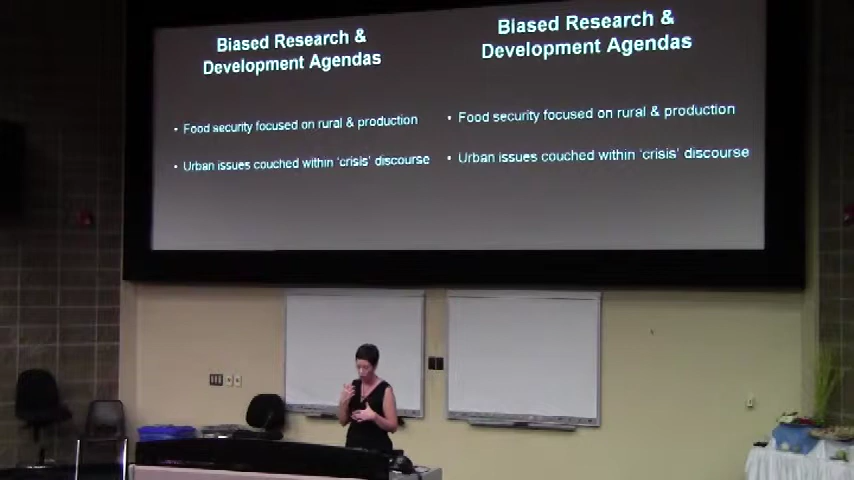 Biased Research &
Development Agendas
• Food security focused on rural & production
• Urban issues couched within ‘crisis’ discourse
Biased Research &
Development Agendas
• Food security focused on rural & production
• Urban issues couched within ‘crisis’ discourse